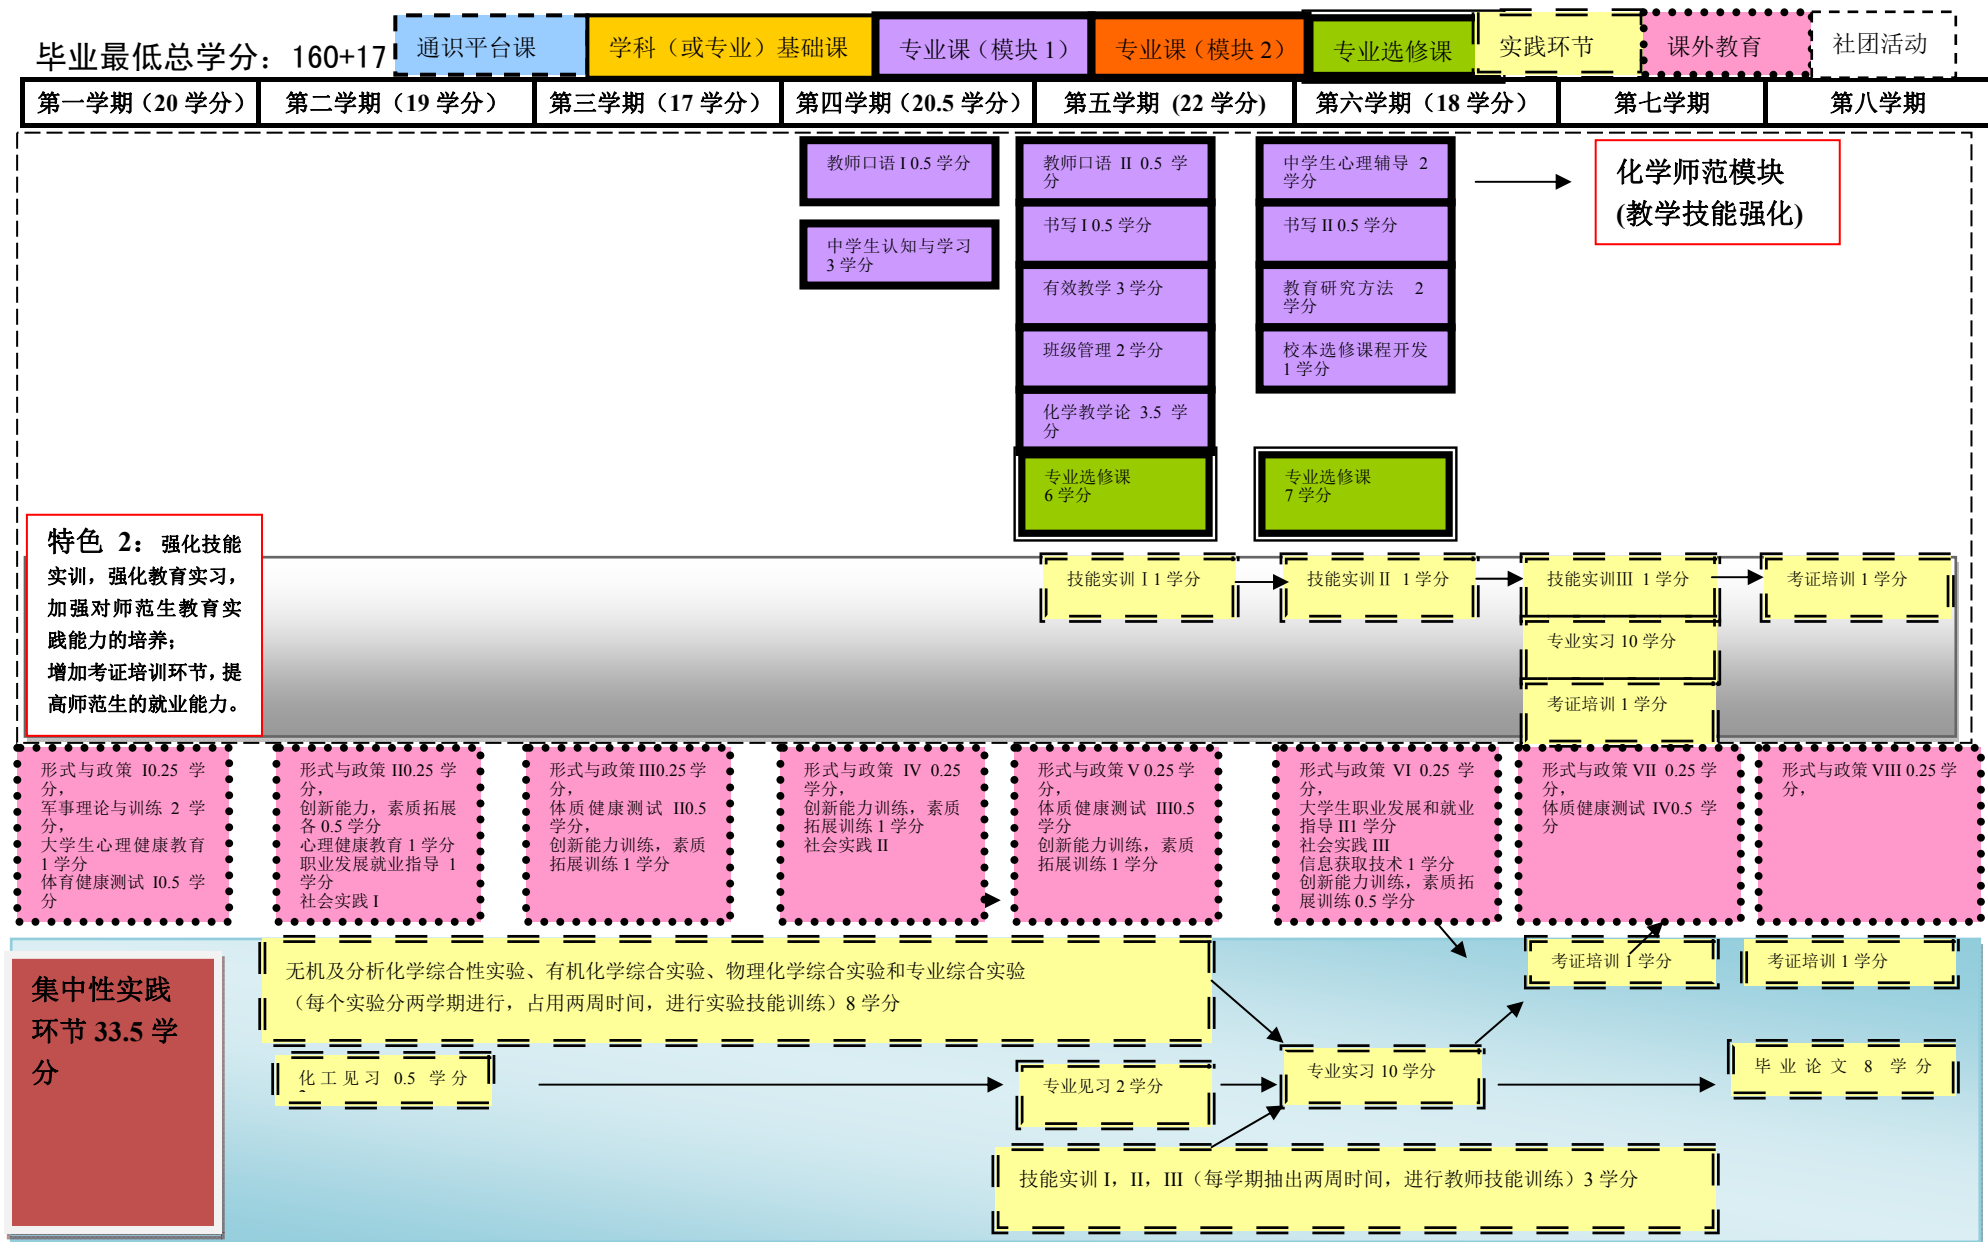 毕业最低总学分：160+17
通识平台课
学科（或专业）基础课
专业课（模块 1）
专业课（模块 2）
专业选修课
实践环节
课外教育
社团活动
第一学期（20 学分）
第二学期（19 学分）
第三学期（17 学分）
第四学期（20.5 学分）
第五学期 (22 学分)
第六学期（18 学分）
第七学期
第八学期
教师口语 I 0.5 学分
中学生认知与学习
3 学分
教师口语 II 0.5 学
分
书写 I 0.5 学分
有效教学 3 学分
班级管理 2 学分
化学教学论 3.5 学
分
专业选修课
6 学分
中学生心理辅导 2
学分
书写 II 0.5 学分
教育研究方法 2
学分
校本选修课程开发
1 学分
专业选修课
7 学分
化学师范模块
(教学技能强化)
特色 2：强化技能
实训，强化教育实习，
加强对师范生教育实
践能力的培养；
增加考证培训环节，提
高师范生的就业能力。
技能实训Ⅰ1 学分
技能实训Ⅱ 1 学分
技能实训Ⅲ 1 学分
考证培训 1 学分
专业实习 10 学分
考证培训 1 学分
形式与政策 I0.25 学
分，
军事理论与训练 2 学
分，
大学生心理健康教育
1 学分
体育健康测试 I0.5 学
分
形式与政策 II0.25 学
分，
创新能力，素质拓展
各 0.5 学分
心理健康教育 1 学分
职业发展就业指导 1
学分
社会实践 I
形式与政策 III0.25 学
分，
体质健康测试 II0.5
学分，
创新能力训练，素质
拓展训练 1 学分
形式与政策 IV 0.25
学分，
创新能力训练，素质
拓展训练 1 学分
社会实践 II
形式与政策 V 0.25 学
分，
体质健康测试 III0.5
学分
创新能力训练，素质
拓展训练 1 学分
形式与政策 VI 0.25 学
分，
大学生职业发展和就业
指导 II1 学分
社会实践 III
信息获取技术 1 学分
创新能力训练，素质拓
展训练 0.5 学分
形式与政策 VII 0.25 学
分，
体质健康测试 IV0.5 学
分
形式与政策 VIII 0.25 学
分，
集中性实践
环节 33.5 学
分
无机及分析化学综合性实验、有机化学综合实验、物理化学综合实验和专业综合实验
（每个实验分两学期进行，占用两周时间，进行实验技能训练）8 学分
考证培训 1 学分
考证培训 1 学分
化工见习 0.5 学分
专业见习 2 学分
专业实习 10 学分
毕业论文 8 学分
技能实训 I，II，III（每学期抽出两周时间，进行教师技能训练）3 学分